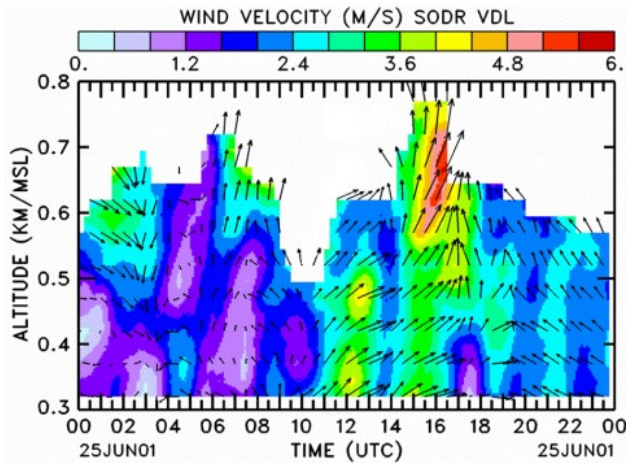 WIND VELOCITY (M/S) SODR VDL
0. 1.2 2.4 3.6 4.8 6.
0.8
0.7
0.6
0.5
0.4
0.3
ALTITUDE (KM/MSL)
00 02 04 06 08 10 12 14 16 18 20 22 00
25JUN01 TIME (UTC) 25JUN01